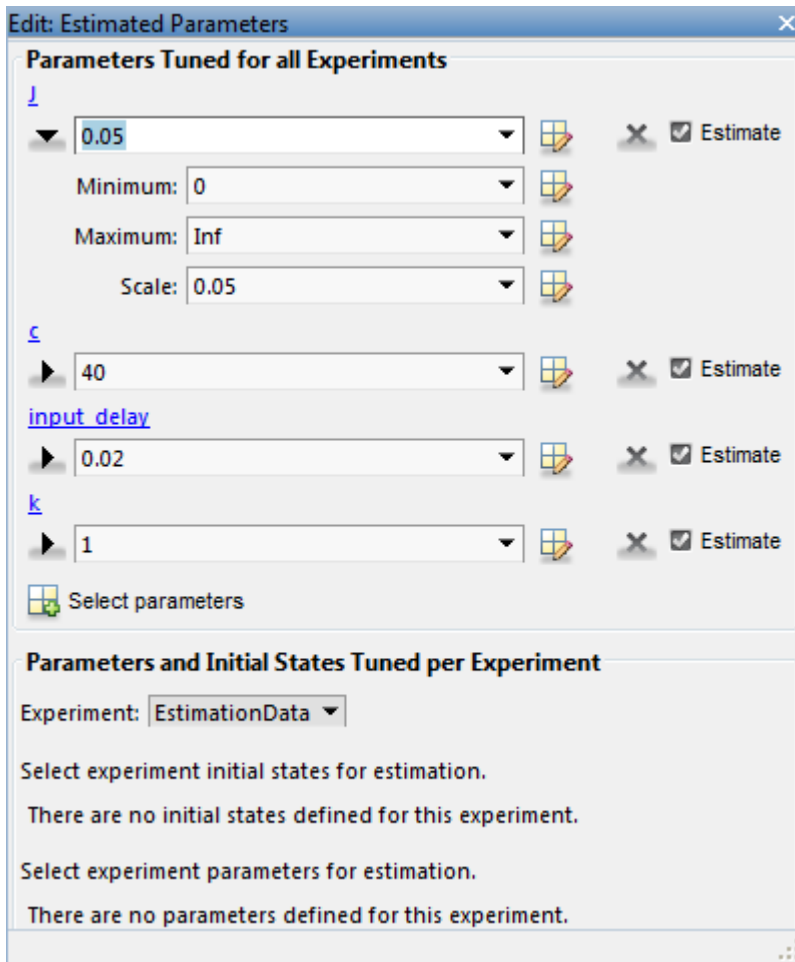 Edit: Estimated Parameters
Parameters Tuned for all Experiments
J
0.05 Estimate
Minimum: 0
Maximum: Inf
Scale: 0.05
c
40 Estimate
input_delay
0.02 Estimate
k
1 Estimate
Select parameters
Parameters and Initial States Tuned per Experiment
Experiment: EstimationData
Select experiment initial states for estimation.
There are no initial states defined for this experiment.
Select experiment parameters for estimation.
There are no parameters defined for this experiment.